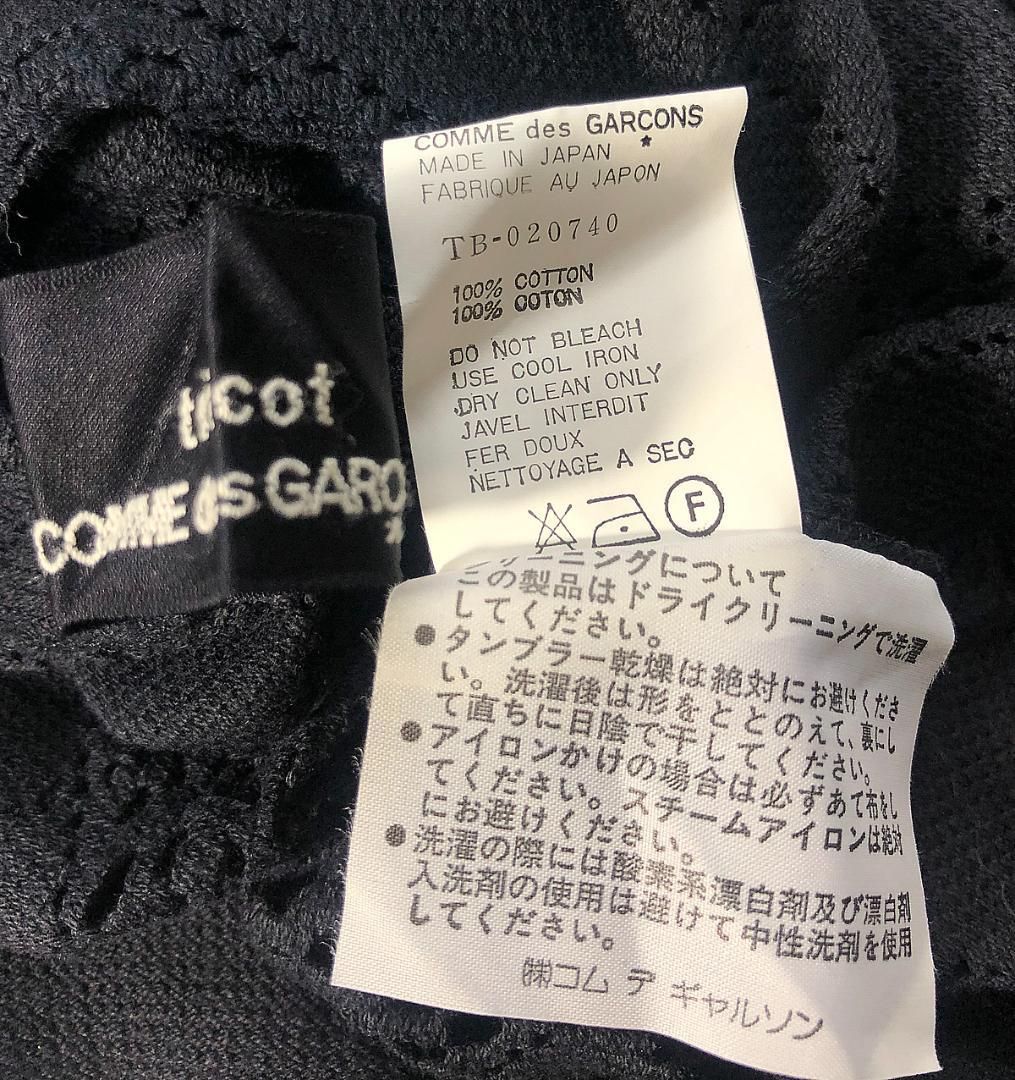 tricot
COMME des GARÇ
COMME des GARCONS
MADE IN JAPAN
FABRIQUE AU JAPON
TB-020740
100% COTTON
100% COTON
DO NOT BLEACH
USE COOL IRON
DRY CLEAN ONLY
JAVEL INTERDIT
FER DOUX
NETTOYAGE A SEC
F
ーニングについて
この製品はドライクリーニングで洗濯
してください。
●タンブラー乾燥は絶対にお避けくださ
い。洗濯後は形をととのえて、裏にし
て直ちに日陰で干してください。
●アイロンかけの場合は必ずあて布をし
てください。スチームアイロンは絶対
にお避けください。
●洗濯の際には酸素系漂白剤及び漂白剤
入洗剤の使用は避けて中性洗剤を使用
してください。
㈱コム デ ギャルソン